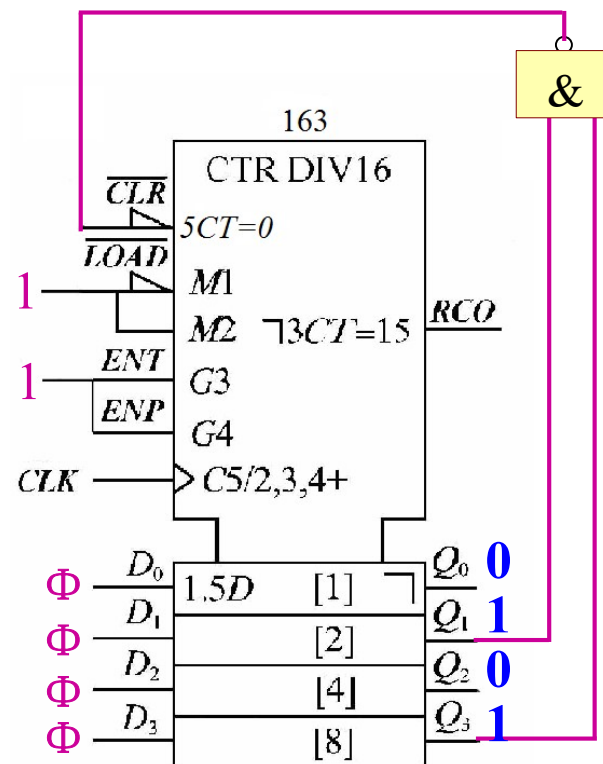 &
163
CTR DIV16
CLR
5CT=0
LOAD
1
M1
M2
⌝3CT=15
RCO
1
ENT
G3
ENP
G4
CLK
C5/2,3,4+
Φ
D0
1.5D
[1]
⌝
Q0
0
Φ
D1
[2]
Q1
1
Φ
D2
[4]
Q2
0
Φ
D3
[8]
Q3
1